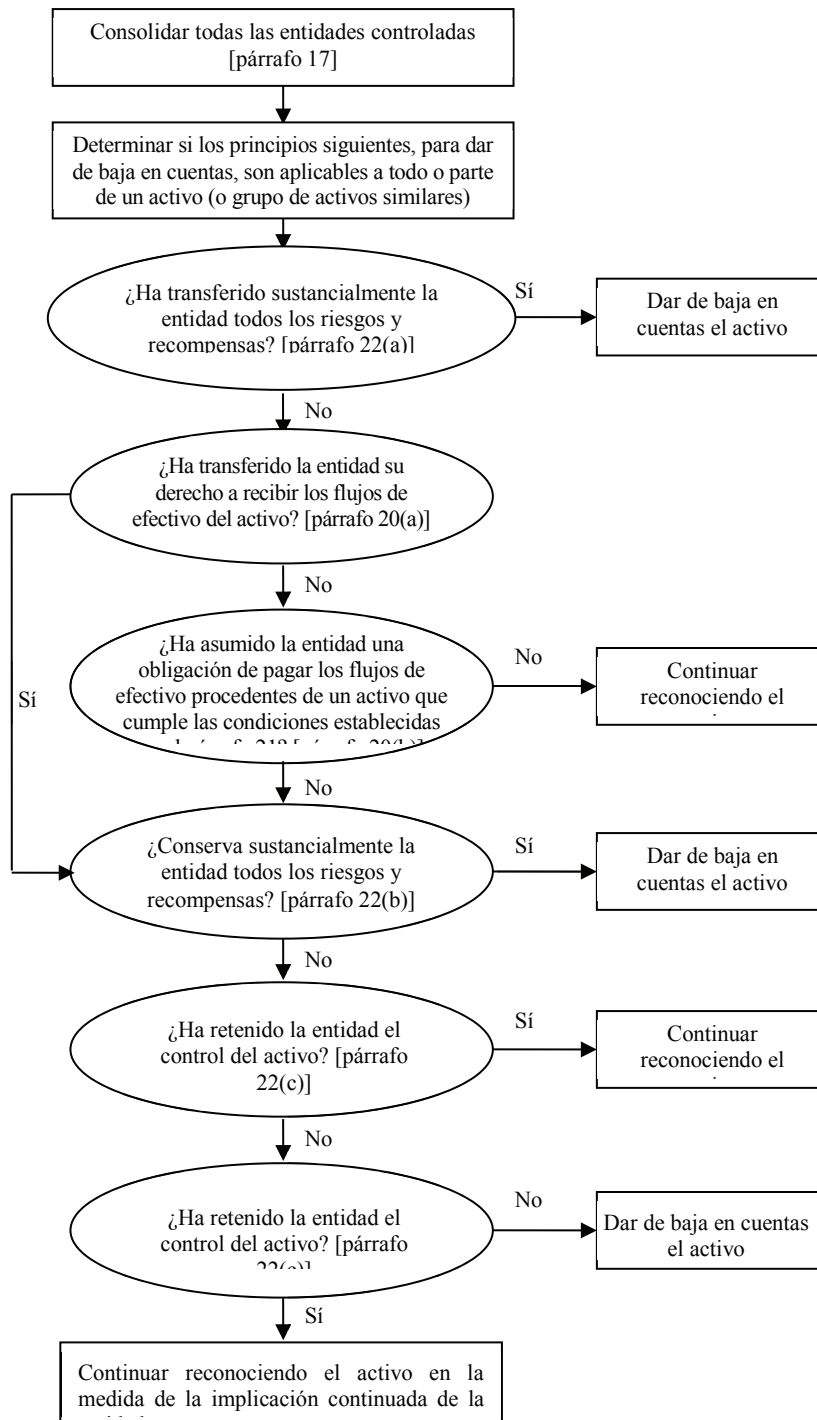 Consolidar todas las entidades controladas
[párrafo 17]
Determinar si los principios siguientes, para dar
de baja en cuentas, son aplicables a todo o parte
de un activo (o grupo de activos similares)
¿Ha transferido sustancialmente la
entidad todos los riesgos y
recompensas? [párrafo 22(a)]
Sí
Dar de baja en
cuentas el activo
No
¿Ha transferido la entidad su
derecho a recibir los flujos de
efectivo del activo? [párrafo 20(a)]
No
¿Ha asumido la entidad una
obligación de pagar los flujos de
efectivo procedentes de un activo que
cumple las condiciones establecidas
No
Continuar
reconociendo el
Sí
No
¿Conserva sustancialmente la
entidad todos los riesgos y
recompensas? [párrafo 22(b)]
Sí
Dar de baja en
cuentas el activo
No
¿Ha retenido la entidad el
control del activo? [párrafo
22(c)]
Sí
Continuar
reconociendo el
No
¿Ha retenido la entidad el
control del activo? [párrafo
No
Dar de baja en cuentas
el activo
Sí
Continuar reconociendo el activo en la
medida de la implicación continuada de la